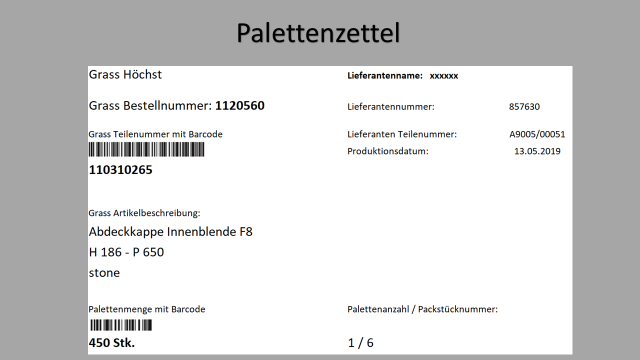 Palettenzettel
Grass Höchst
Lieferantenname: xxxxxx
Grass Bestellnummer: 1120560
Lieferantennummer: 857630
Grass Teilenummer mit Barcode
Lieferanten Teilenummer: A9005/00051
Produktionsdatum: 13.05.2019
110310265
Grass Artikelbeschreibung:
Abdeckkappe Innenblende F8
H 186 - P 650
stone
Palettenmenge mit Barcode
Palettenanzahl / Packstücknummer:
450 Stk.
1 / 6